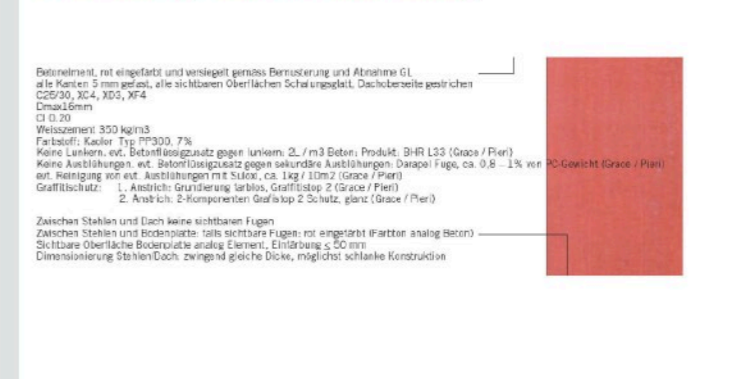 Betonelment, rot eingefärbt und versiegelt gemäss Bemusterung und Abnahme GL
alle Kanten 5 mm gefast, alle sichtbaren Oberflächen Schalungsglatt, Dachoberseite gestrichen
C25/30, XC4, XD3, XF4
Dmax16mm
Cl 0.20
Weisszement 350 kg/m3
Farbstoff: Kaolor Typ PP300, 7%
Keine Lunkern, evt. Betonflüssigzusatz gegen lunkern: 2L / m3 Beton; Produkt: BHR L33 (Grace / Pieri)
Keine Ausblühungen, evt. Betonflüssigzusatz gegen sekundäre Ausblühungen: Darapel Fuge, ca. 0,8 – 1% von PC-Gewicht (Grace / Pieri)
evt. Reinigung von evt. Ausblühungen mit ca. 1kg / 10m2 (Grace / Pieri)
Graffitischutz: 1. Anstrich: Grundierung farblos, Graffitistop 2 (Grace / Pieri)
2. Anstrich: 2-Komponenten Grafistop 2 Schutz, glanz (Grace / Pieri)
Zwischen Stehlen und Dach keine sichtbaren Fugen
Zwischen Stehlen und Bodenplatte: falls sichtbare Fugen: rot eingefärbt (Farbton analog Beton)
Sichtbare Oberfläche Bodenplatte analog Element, Einfärbung ≤ 50 mm
Dimensionierung Stehlen/Dach: zwingend gleiche Dicke, möglichst schlanke Konstruktion